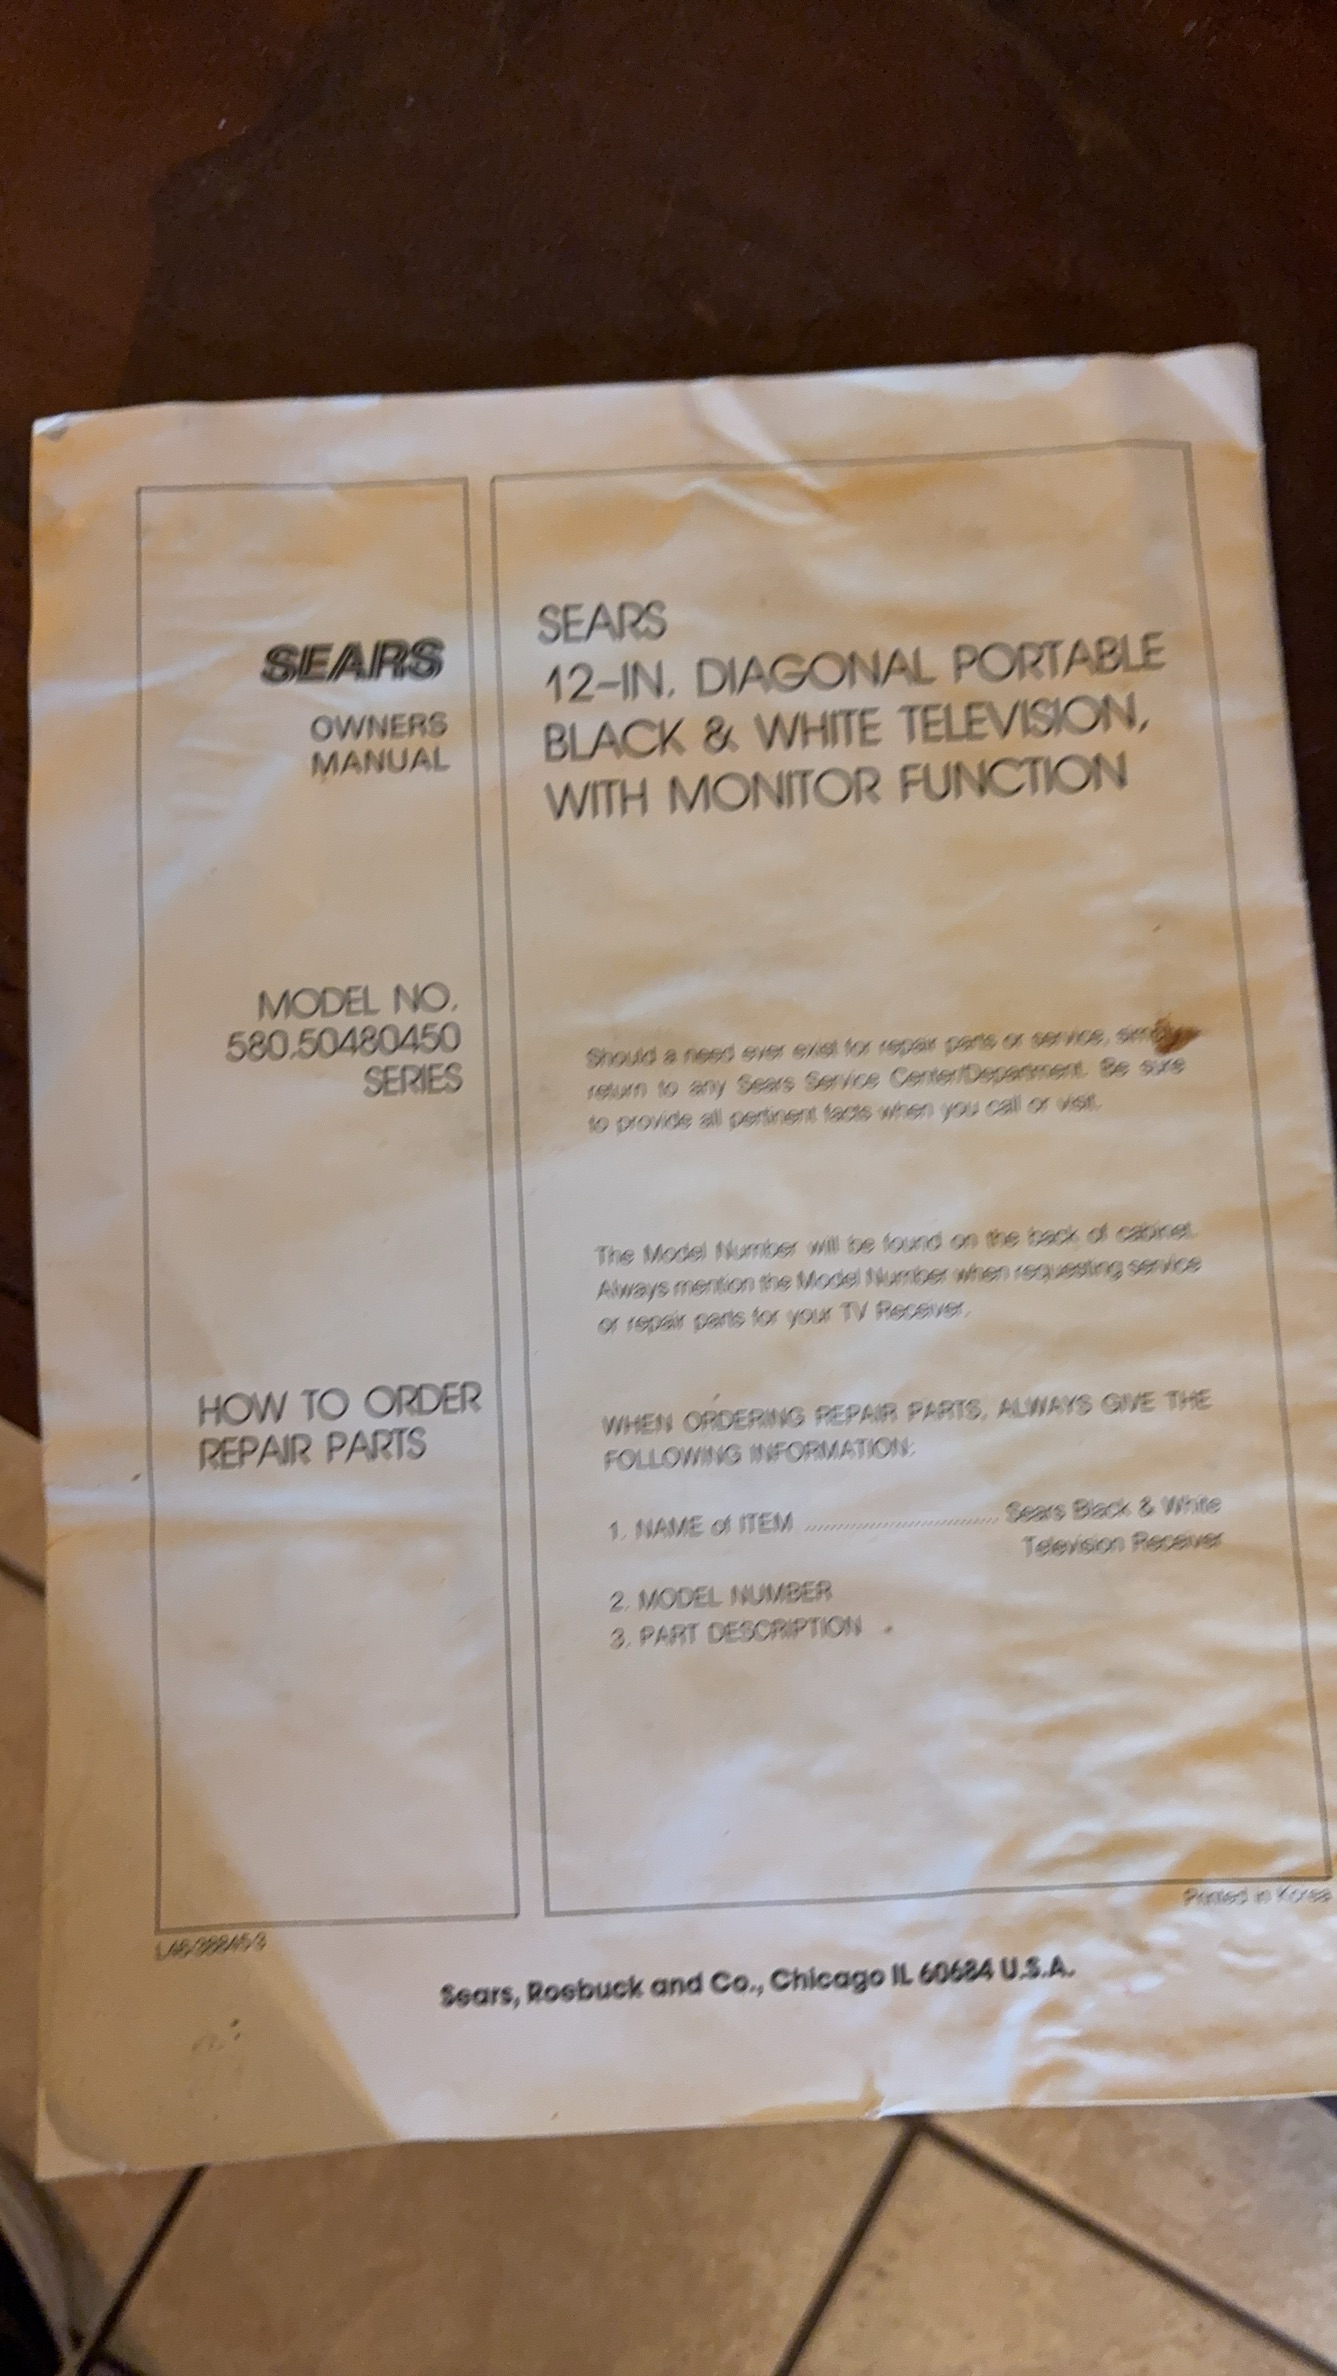 SEARS
OWNERS
MANUAL
MODEL NO.
580.50480450
SERIES
HOW TO ORDER
REPAIR PARTS
SEARS
12-IN. DIAGONAL PORTABLE
BLACK & WHITE TELEVISION,
WITH MONITOR FUNCTION
Should a need ever exist for repair parts or service, simply
return to any Sears Service Center/Department. Be sure
to provide all pertinent facts when you call or visit.
The Model Number will be found on the back of cabinet.
Always mention the Model Number when requesting service
or repair parts for your TV Receiver.
WHEN ORDERING REPAIR PARTS, ALWAYS GIVE THE
FOLLOWING INFORMATION:
1. NAME of ITEM ................................ Sears Black & White
Television Receiver
2. MODEL NUMBER
3. PART DESCRIPTION
Printed in Korea
Sears, Roebuck and Co., Chicago IL 60684 U.S.A.